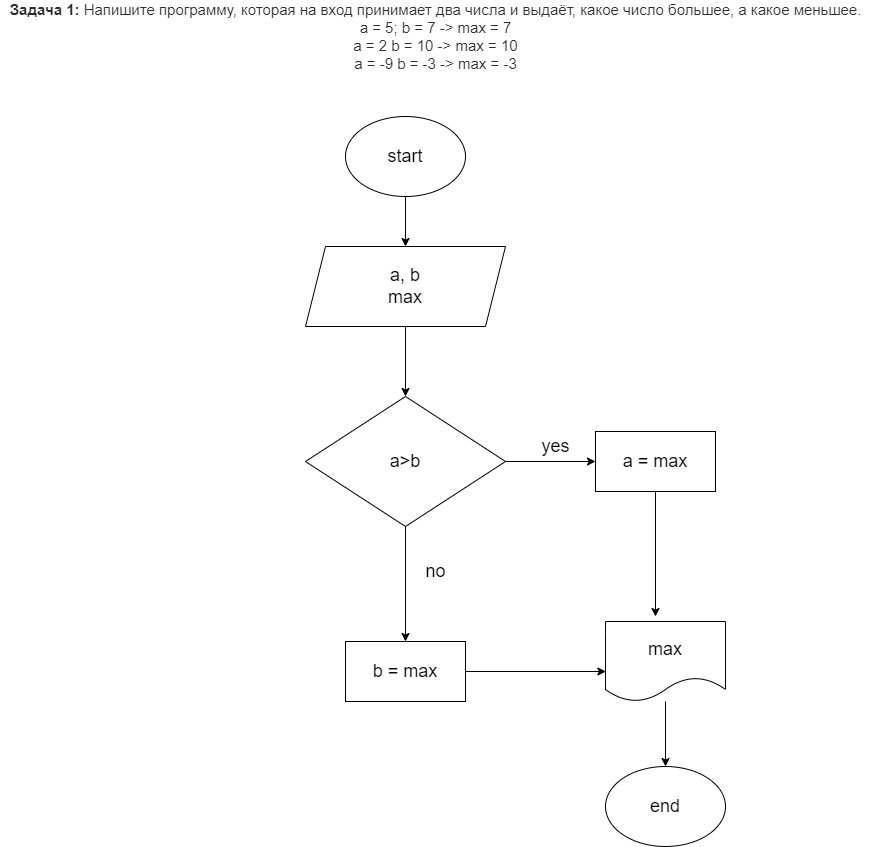 Задача 1: Напишите программу, которая на вход принимает два числа и выдаёт, какое число большее, а какое меньшее.
a = 5; b = 7 -> max = 7
a = 2 b = 10 -> max = 10
a = -9 b = -3 -> max = -3
start
a, b
max
a>b
yes
a = max
no
b = max
max
end